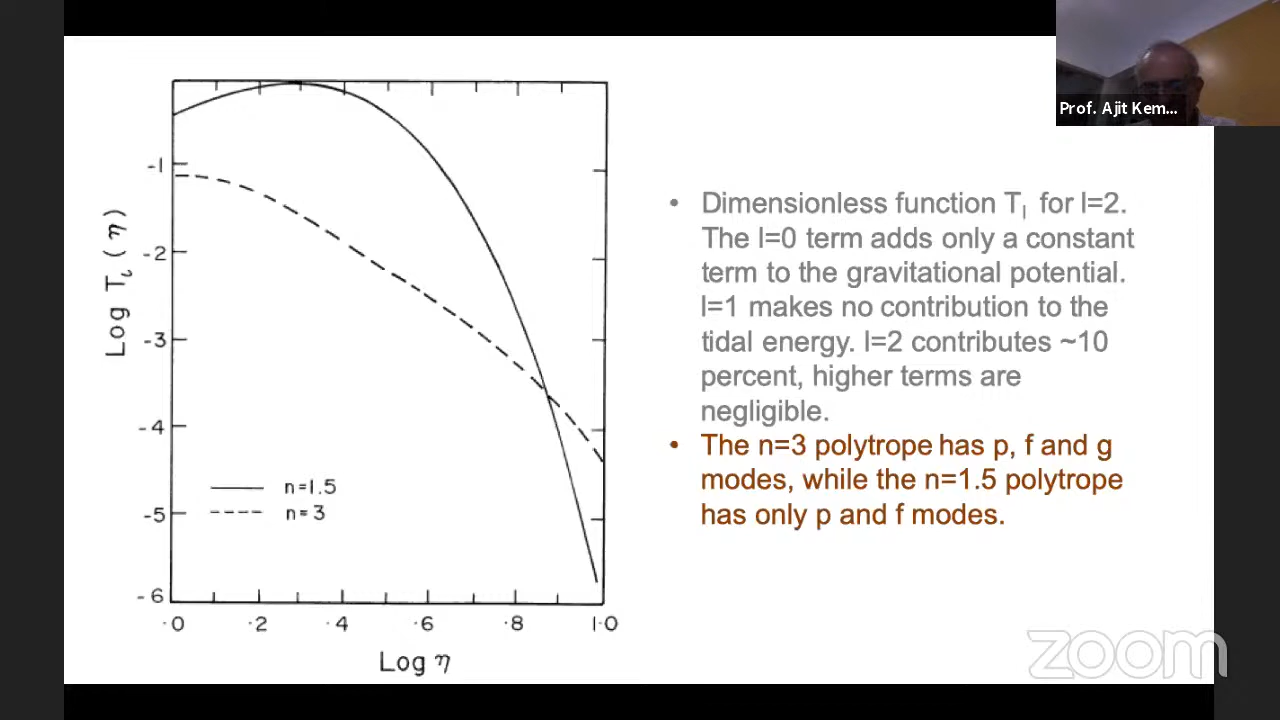 Prof. Ajit Kem...
-1
-2
-3
-4
-5
-6
Log Tℓ (η)
n=1.5
n=3
·0
·2
·4
·6
·8
1·0
Log η
• Dimensionless function Tl for l=2.
The l=0 term adds only a constant
term to the gravitational potential.
l=1 makes no contribution to the
tidal energy. l=2 contributes ~10
percent, higher terms are
negligible.
• The n=3 polytrope has p, f and g
modes, while the n=1.5 polytrope
has only p and f modes.
zoom